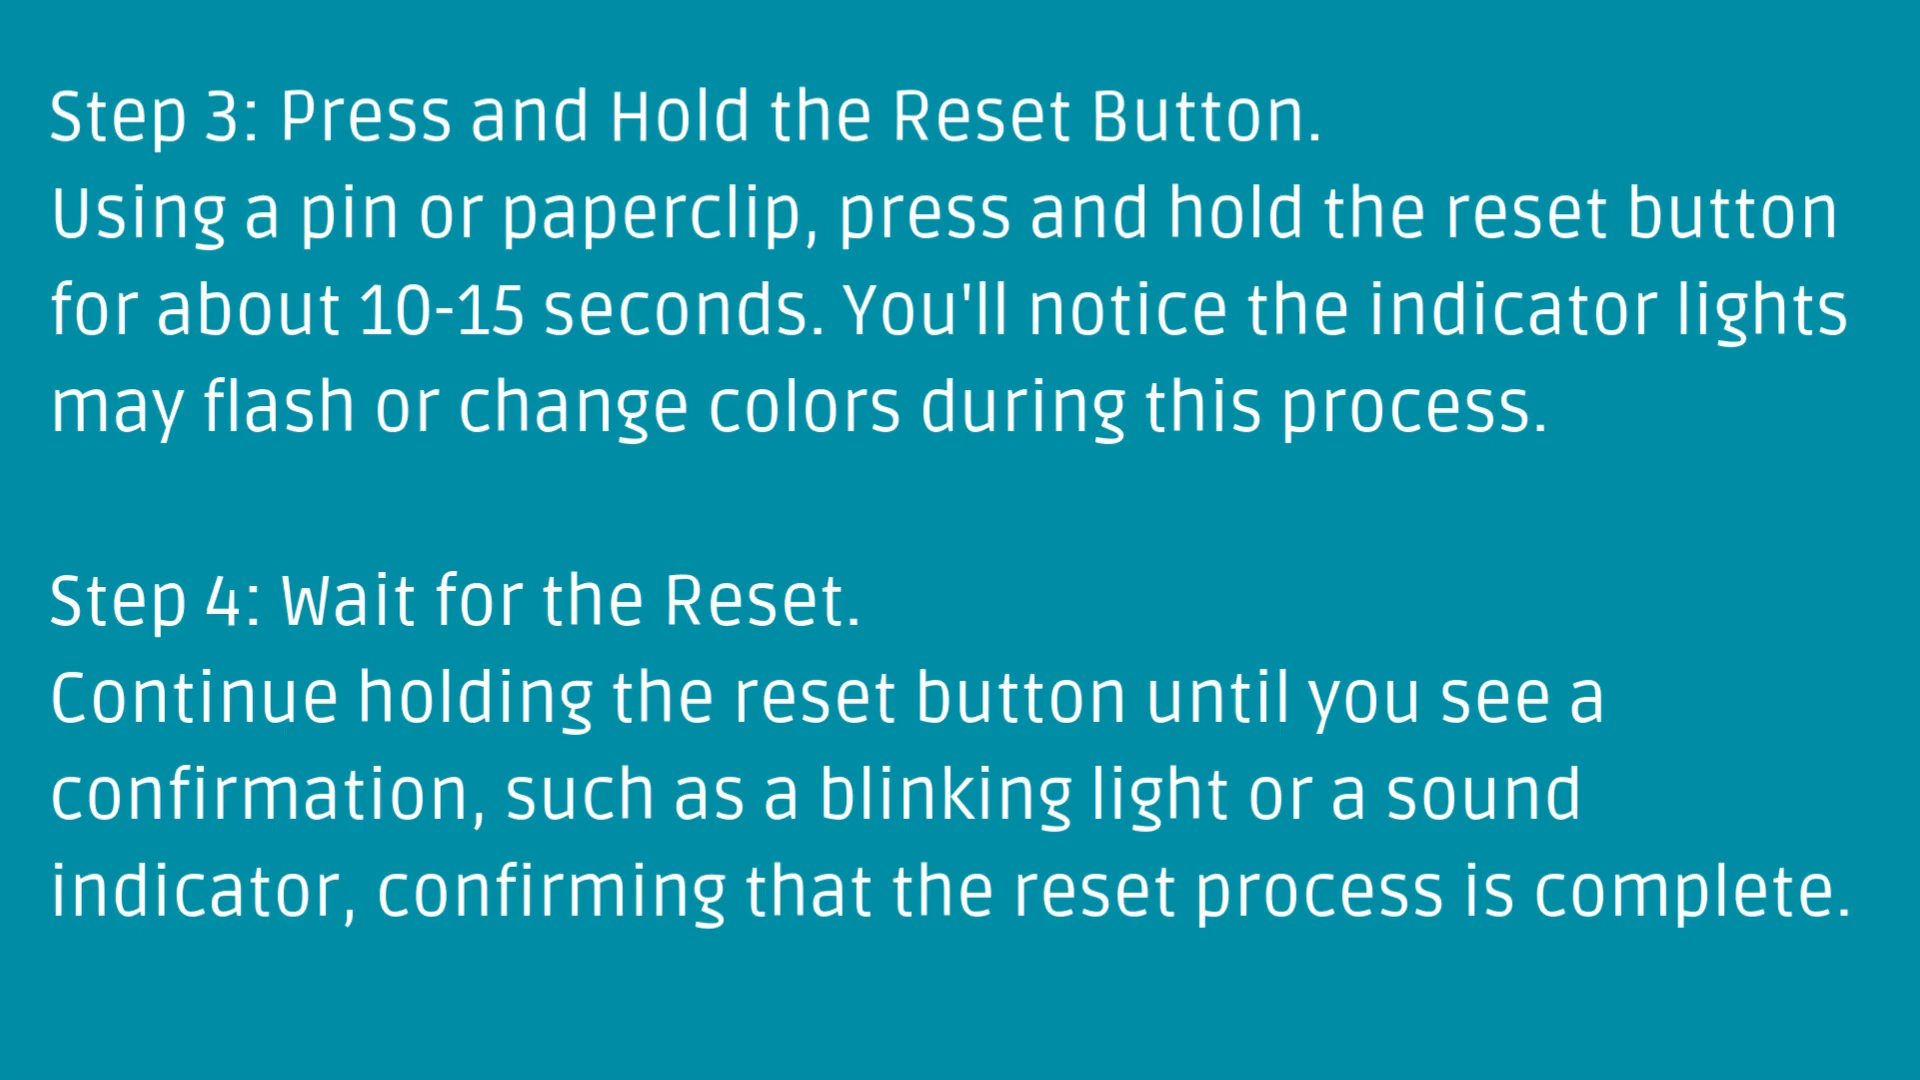 Step 3: Press and Hold the Reset Button.
Using a pin or paperclip, press and hold the reset button
for about 10-15 seconds. You'll notice the indicator lights
may flash or change colors during this process.
Step 4: Wait for the Reset.
Continue holding the reset button until you see a
confirmation, such as a blinking light or a sound
indicator, confirming that the reset process is complete.